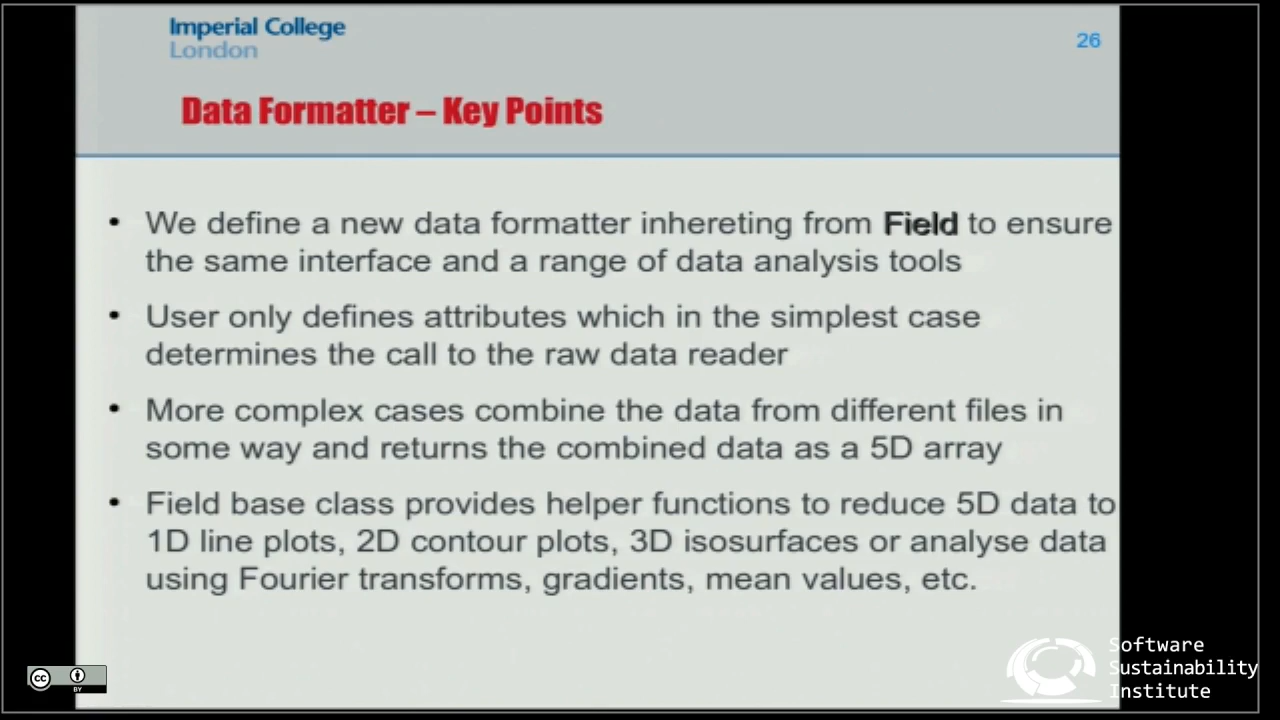 Imperial College
London
26
Data Formatter – Key Points
• We define a new data formatter inhereting from Field to ensure
the same interface and a range of data analysis tools
• User only defines attributes which in the simplest case
determines the call to the raw data reader
• More complex cases combine the data from different files in
some way and returns the combined data as a 5D array
• Field base class provides helper functions to reduce 5D data to
1D line plots, 2D contour plots, 3D isosurfaces or analyse data
using Fourier transforms, gradients, mean values, etc.
Software
Sustainability
Institute
cc
BY